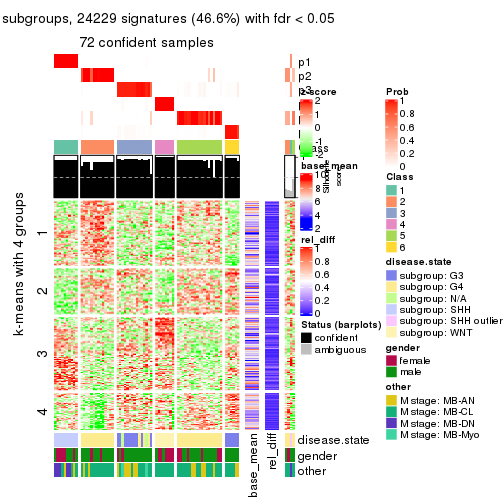 subgroups, 24229 signatures (46.6%) with fdr < 0.05
72 confident samples
p1
p2
z-score
2
1
0
-1
-2
base_mean
10
8
6
4
2
rel_diff
1
0.8
0.6
0.4
0.2
0
Status (barplots)
confident
ambiguous
Silhouette
score
Prob
1
0.8
0.6
0.4
0.2
0
Class
1
2
3
4
5
6
disease.state
subgroup: G3
subgroup: G4
subgroup: N/A
subgroup: SHH
subgroup: SHH outlier
subgroup: WNT
gender
female
male
other
M stage: MB-AN
M stage: MB-CL
M stage: MB-DN
M stage: MB-Myo
k-means with 4 groups
1
2
3
4
disease.state
gender
other
base_mean
rel_diff